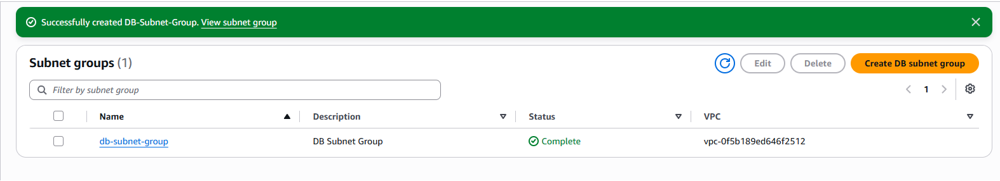 Successfully created DB-Subnet-Group. View subnet group
Subnet groups (1)
Edit
Delete
Create DB subnet group
Filter by subnet group
1
Name Description Status VPC
db-subnet-group DB Subnet Group Complete vpc-0f5b189ed646f2512